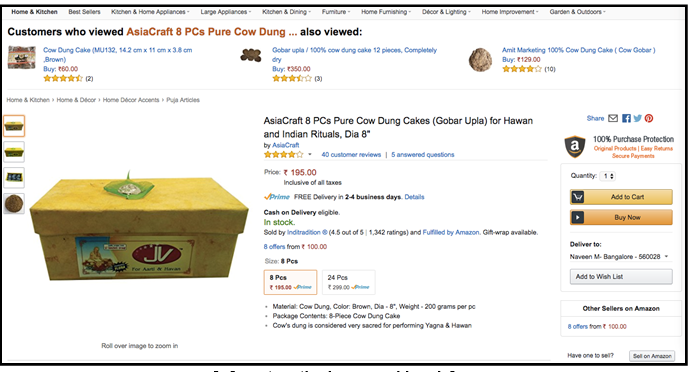 Home & Kitchen Best Sellers Kitchen & Home Appliances Large Appliances Kitchen & Dining Furniture Home Furnishing Décor & Lighting Home Improvement Garden & Outdoors
Customers who viewed AsiaCraft 8 PCs Pure Cow Dung ... also viewed:
Cow Dung Cake (MU132, 14.2 cm x 11 cm x 3.8 cm
,Brown)
Buy: ₹60.00
(2)
Gobar upla / 100% cow dung cake 12 pieces, Completely
dry
Buy: ₹350.00
(3)
Amit Marketing 100% Cow Dung Cake ( Cow Gobar )
Buy: ₹129.00
(10)
Home & Kitchen › Home & Décor › Home Décor Accents › Puja Articles
AsiaCraft 8 PCs Pure Cow Dung Cakes (Gobar Upla) for Hawan
and Indian Rituals, Dia 8"
by AsiaCraft
40 customer reviews | 5 answered questions
Price: ₹ 195.00
Inclusive of all taxes
Prime FREE Delivery in 2-4 business days. Details
Cash on Delivery eligible.
In stock.
Sold by Inditradition ® (4.5 out of 5 | 1,342 ratings) and Fulfilled by Amazon. Gift-wrap available.
8 offers from ₹ 100.00
Size: 8 Pcs
8 Pcs
₹ 195.00 Prime
24 Pcs
₹ 299.00 Prime
• Material: Cow Dung, Color: Brown, Dia - 8", Weight - 200 grams per pc
• Package Contents: 8-Piece Cow Dung Cake
• Cow's dung is considered very sacred for performing Yagna & Hawan
JV
For Aarti & Havan
Roll over image to zoom in
Share
a
100% Purchase Protection
Original Products | Easy Returns
Secure Payments
Quantity: 1
Add to Cart
Buy Now
Deliver to:
Naveen M- Bangalore - 560028
Add to Wish List
Other Sellers on Amazon
8 offers from ₹ 100.00
Have one to sell? Sell on Amazon